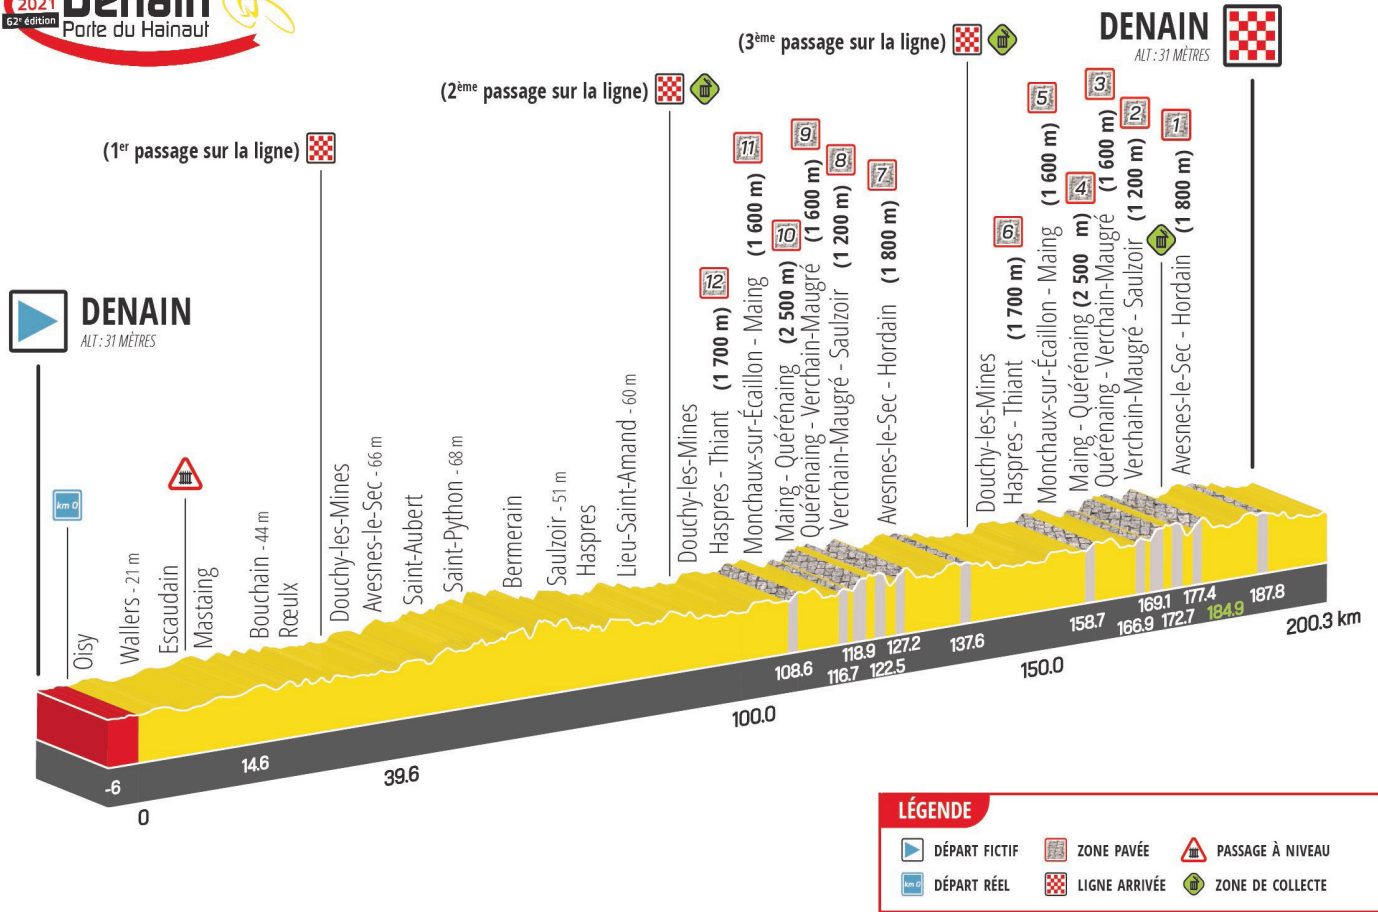 2021
62e édition
Denain
Porte du Hainaut
DENAIN
ALT : 31 MÈTRES
km 0
(1er passage sur la ligne)
(2ème passage sur la ligne)
(3ème passage sur la ligne)
DENAIN
ALT : 31 MÈTRES
Oisy
Wallers - 21 m
Escaudain
Mastaing
Bouchain - 44 m
Rœulx
Douchy-les-Mines
Avesnes-le-Sec - 66 m
Saint-Aubert
Saint-Python - 68 m
Bermerain
Saulzoir - 51 m
Haspres
Lieu-Saint-Amand - 60 m
Douchy-les-Mines
12
Haspres - Thiant (1 700 m)
11
Monchaux-sur-Écaillon - Maing (1 600 m)
10
Maing - Quérénaing (2 500 m)
9
Quérénaing - Verchain-Maugré (1 600 m)
8
Verchain-Maugré - Saulzoir (1 200 m)
7
Avesnes-le-Sec - Hordain (1 800 m)
Douchy-les-Mines
6
Haspres - Thiant (1 700 m)
5
Monchaux-sur-Écaillon - Maing (1 600 m)
4
Maing - Quérénaing (2 500 m)
3
Quérénaing - Verchain-Maugré (1 600 m)
2
Verchain-Maugré - Saulzoir (1 200 m)
1
Avesnes-le-Sec - Hordain (1 800 m)
-6
0
14.6
39.6
100.0
108.6
116.7
118.9
122.5
127.2
137.6
150.0
158.7
166.9
169.1
172.7
177.4
184.9
187.8
200.3 km
LÉGENDE
DÉPART FICTIF
ZONE PAVÉE
PASSAGE À NIVEAU
km 0
DÉPART RÉEL
LIGNE ARRIVÉE
ZONE DE COLLECTE